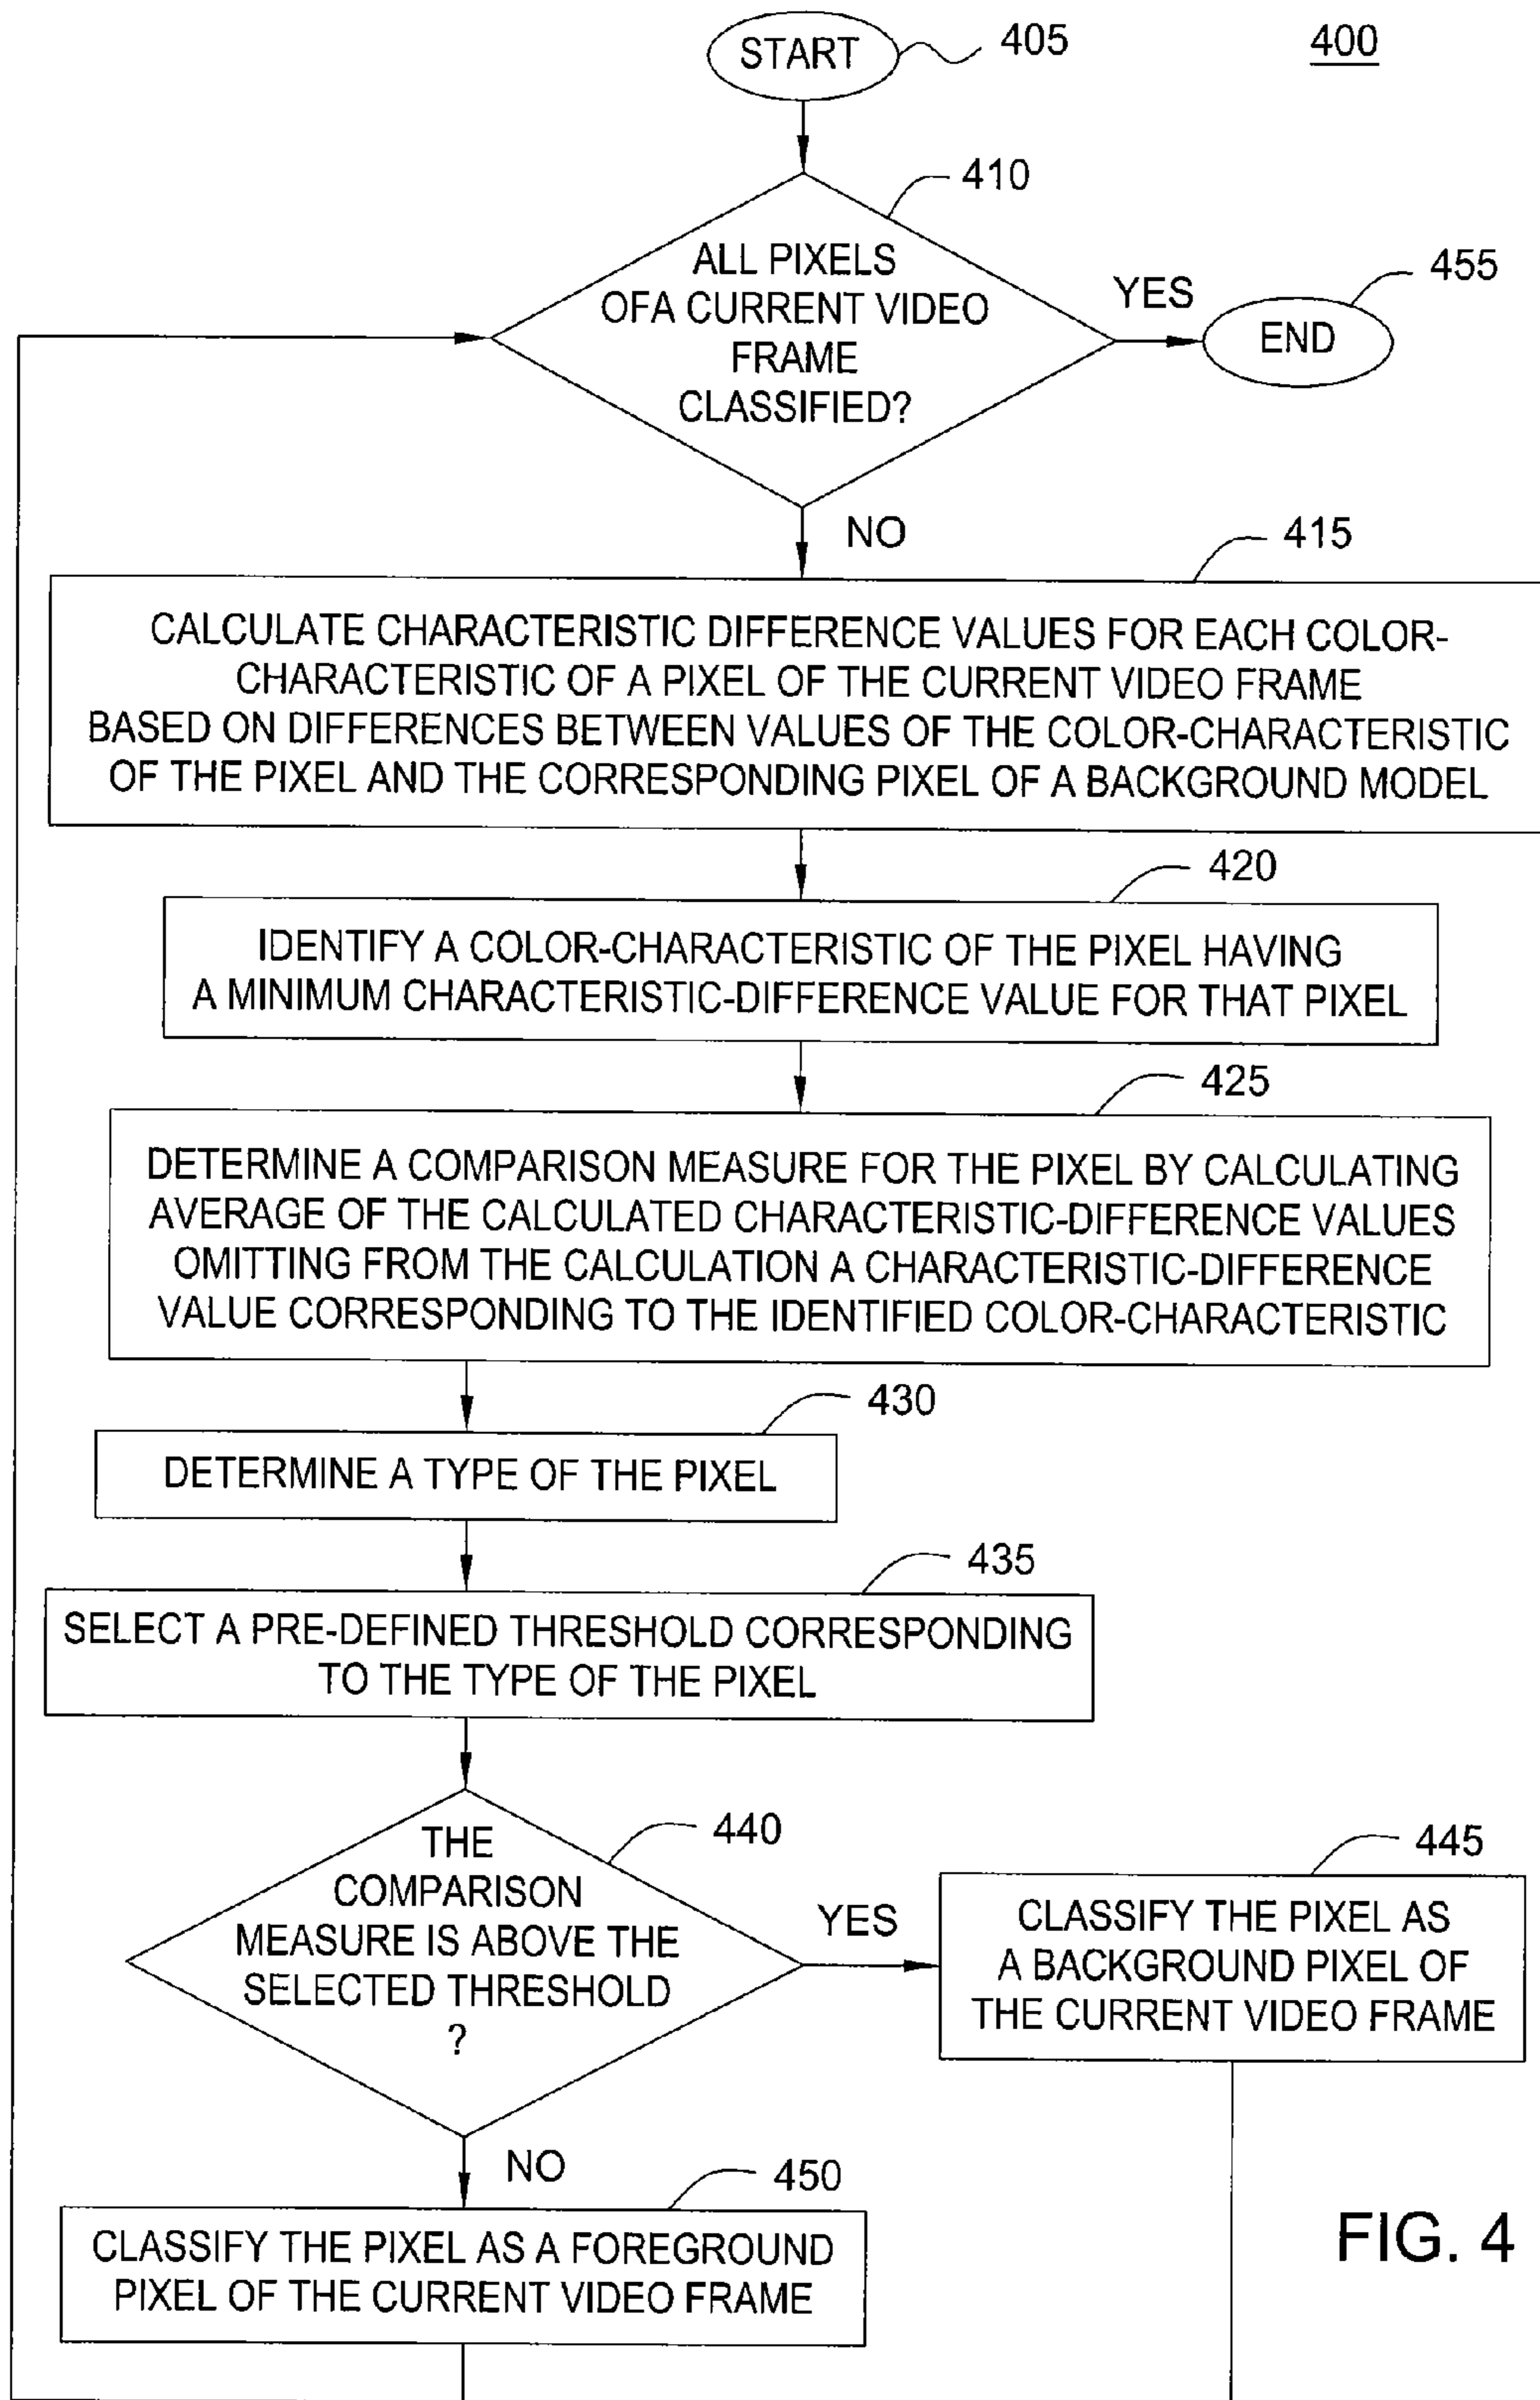 START
405
400
410
ALL PIXELS
OFA CURRENT VIDEO
FRAME
CLASSIFIED?
YES
455
END
NO
415
CALCULATE CHARACTERISTIC DIFFERENCE VALUES FOR EACH COLOR-
CHARACTERISTIC OF A PIXEL OF THE CURRENT VIDEO FRAME
BASED ON DIFFERENCES BETWEEN VALUES OF THE COLOR-CHARACTERISTIC
OF THE PIXEL AND THE CORRESPONDING PIXEL OF A BACKGROUND MODEL
420
IDENTIFY A COLOR-CHARACTERISTIC OF THE PIXEL HAVING
A MINIMUM CHARACTERISTIC-DIFFERENCE VALUE FOR THAT PIXEL
425
DETERMINE A COMPARISON MEASURE FOR THE PIXEL BY CALCULATING
AVERAGE OF THE CALCULATED CHARACTERISTIC-DIFFERENCE VALUES
OMITTING FROM THE CALCULATION A CHARACTERISTIC-DIFFERENCE
VALUE CORRESPONDING TO THE IDENTIFIED COLOR-CHARACTERISTIC
430
DETERMINE A TYPE OF THE PIXEL
435
SELECT A PRE-DEFINED THRESHOLD CORRESPONDING
TO THE TYPE OF THE PIXEL
440
THE
COMPARISON
MEASURE IS ABOVE THE
SELECTED THRESHOLD
?
YES
445
CLASSIFY THE PIXEL AS
A BACKGROUND PIXEL OF
THE CURRENT VIDEO FRAME
NO
450
CLASSIFY THE PIXEL AS A FOREGROUND
PIXEL OF THE CURRENT VIDEO FRAME
FIG. 4